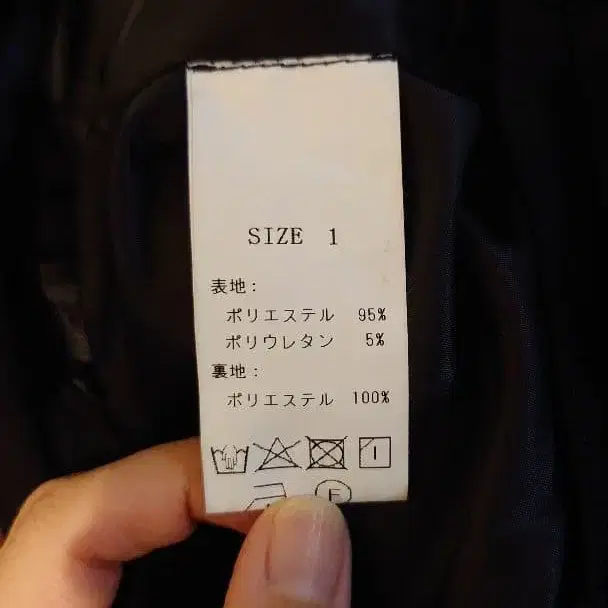 SIZE 1
表地:
ポリエステル 95%
ポリウレタン 5%
裏地:
ポリエステル 100%
F